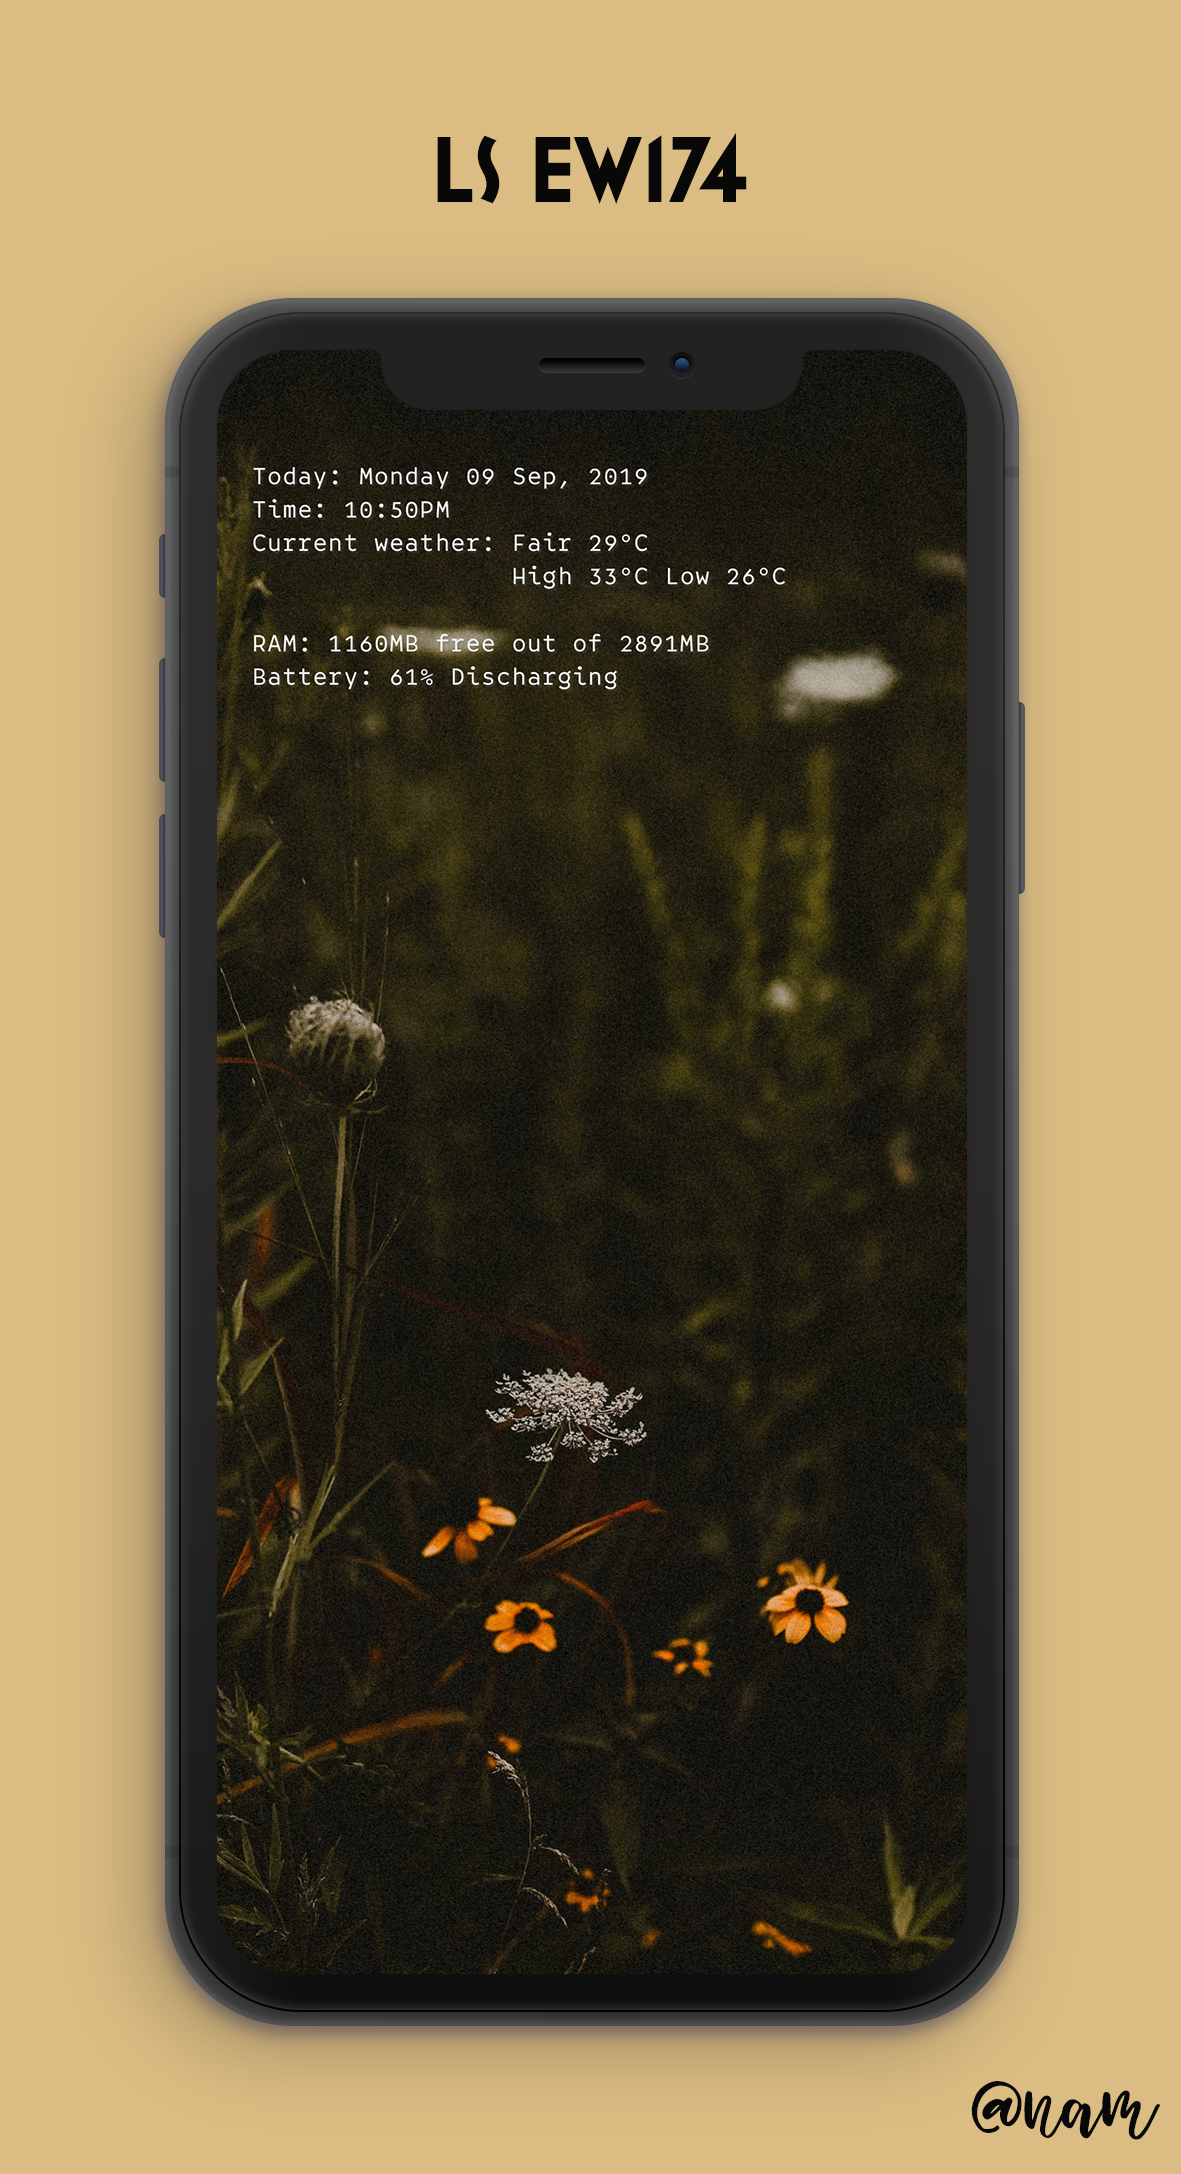 LS EW174
Today: Monday 09 Sep, 2019
Time: 10:50PM
Current weather: Fair 29°C
High 33°C Low 26°C
RAM: 1160MB free out of 2891MB
Battery: 61% Discharging
@nam